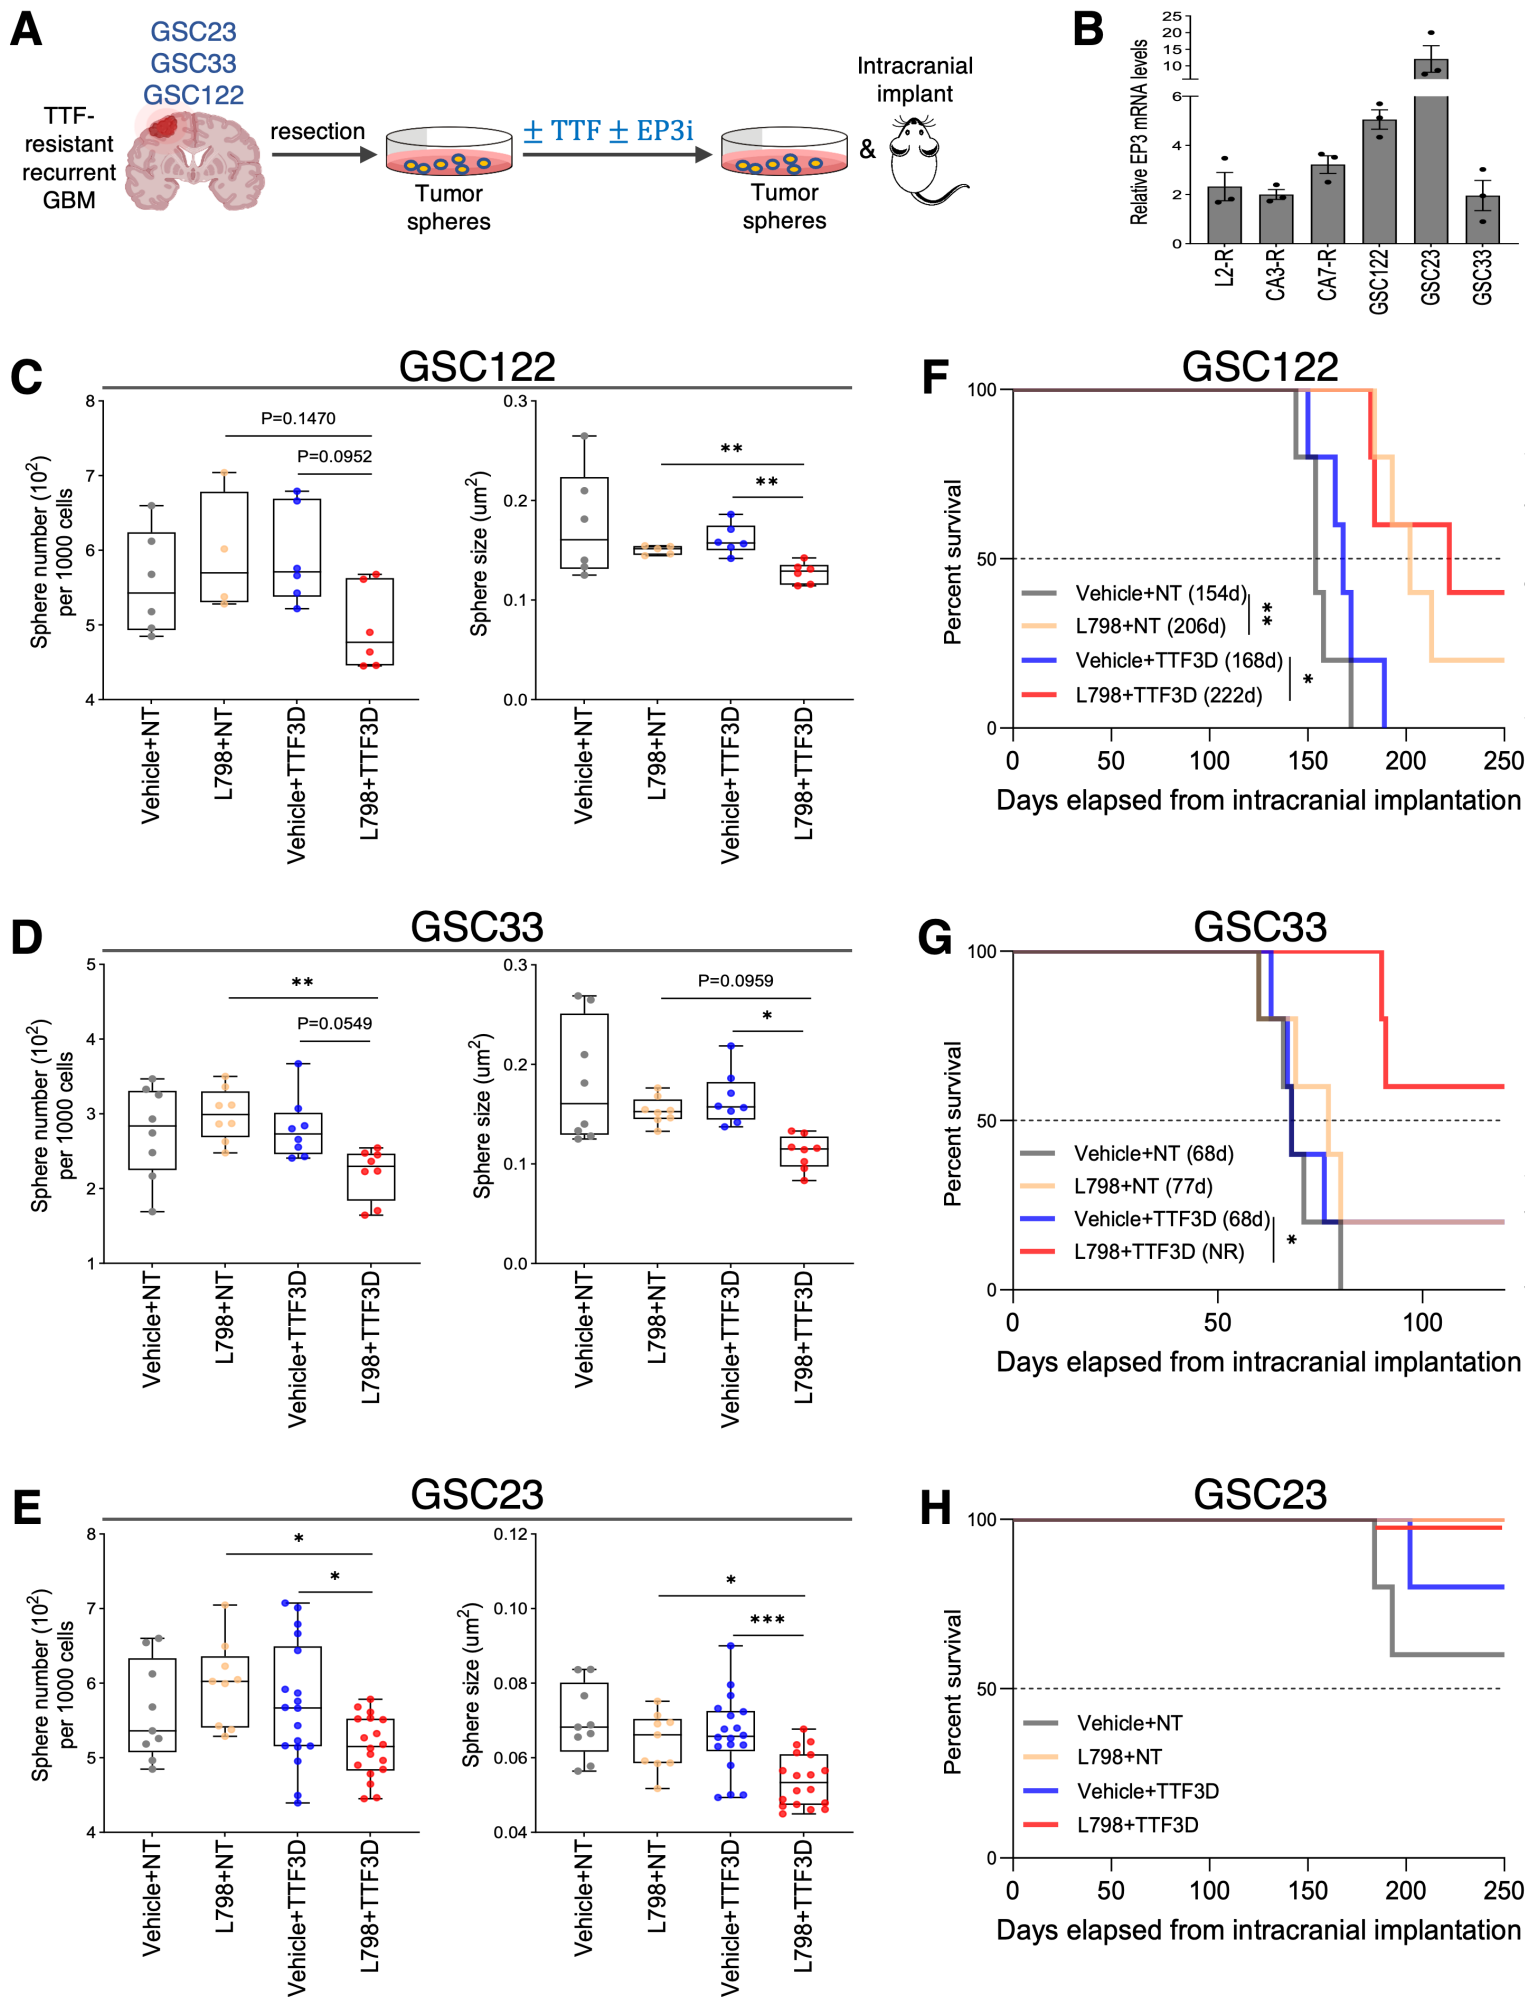 A
GSC23
GSC33
GSC122
TTF-
resistant
recurrent
GBM
resection
Tumor
spheres
± TTF ± EP3i
Tumor
spheres
&
Intracranial
implant
B
Relative EP3 mRNA levels
25
20
15
10
6
4
2
0
L2-R
CA3-R
CA7-R
GSC122
GSC23
GSC33
C
GSC122
Sphere number (10²)
per 1000 cells
8
7
6
5
4
P=0.1470
P=0.0952
Vehicle+NT
L798+NT
Vehicle+TTF3D
L798+TTF3D
Sphere size (um²)
0.3
0.2
0.1
0.0
**
**
Vehicle+NT
L798+NT
Vehicle+TTF3D
L798+TTF3D
F
GSC122
Percent survival
100
50
0
Vehicle+NT (154d)
L798+NT (206d)
**
Vehicle+TTF3D (168d)
L798+TTF3D (222d)
*
0 50 100 150 200 250
Days elapsed from intracranial implantation
D
GSC33
Sphere number (10²)
per 1000 cells
5
4
3
2
1
**
P=0.0549
Vehicle+NT
L798+NT
Vehicle+TTF3D
L798+TTF3D
Sphere size (um²)
0.3
0.2
0.1
0.0
P=0.0959
*
Vehicle+NT
L798+NT
Vehicle+TTF3D
L798+TTF3D
G
GSC33
Percent survival
100
50
0
Vehicle+NT (68d)
L798+NT (77d)
Vehicle+TTF3D (68d)
L798+TTF3D (NR)
*
0 50 100
Days elapsed from intracranial implantation
E
GSC23
Sphere number (10²)
per 1000 cells
8
7
6
5
4
*
*
Vehicle+NT
L798+NT
Vehicle+TTF3D
L798+TTF3D
Sphere size (um²)
0.12
0.10
0.08
0.06
0.04
*
***
Vehicle+NT
L798+NT
Vehicle+TTF3D
L798+TTF3D
H
GSC23
Percent survival
100
50
0
Vehicle+NT
L798+NT
Vehicle+TTF3D
L798+TTF3D
0 50 100 150 200 250
Days elapsed from intracranial implantation